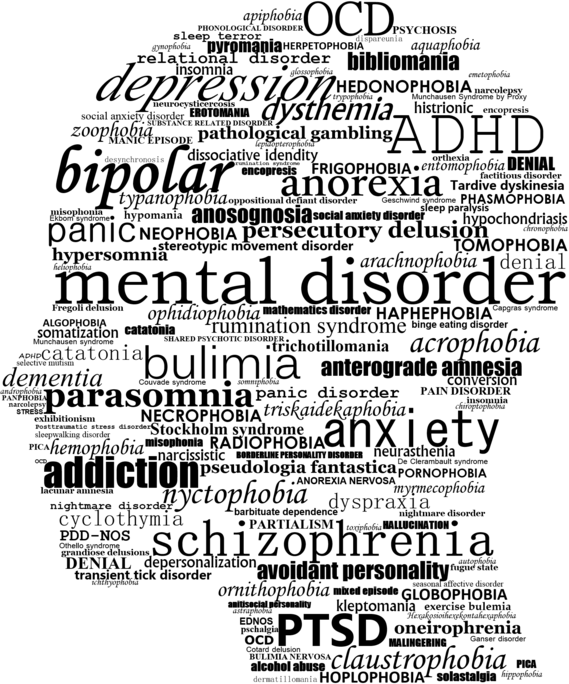 apiphobia OCD
PHONOLOGICAL DISORDER PSYCHOSIS
sleep terror dispareunia
gynophobia pyromania HERPETOPHOBIA aquaphobia
relational disorder bibliomania
insomnia glossophobia emetophobia
depression HEDONOPHOBIA narcolepsy
trypophobia Munchausen Syndrome by Proxy
neurocysticercosis dysthemia histrionic encopresis
social anxiety disorder EROTOMANIA
SUBSTANCE RELATED DISORDER ADHD
zoophobia pathological gambling
MANIC EPISODE lepidopterophobia
desynchronosis dissociative idendity orthexia
bipolar rumination syndrome FRIGOPHOBIA entomophobia DENIAL
encopresis anorexia factitious disorder
Tardive dyskinesia
typanophobia oppositional defiant disorder Geschwind syndrome PHASMOPHOBIA
misophonia hypomania anosognosia social anxiety disorder sleep paralysis
Ekbom syndrome hypochondriasis
panic NEOPHOBIA persecutory delusion chronophobia
stereotypic movement disorder TOMOPHOBIA
hypersomnia arachnophobia denial
heliophobia
mental disorder
Fregoli delusion ophidiophobia mathematics disorder HAPHEPHOBIA Capgras syndrome
ALGOPHOBIA catatonia rumination syndrome binge eating disorder
somatization
Munchausen syndrome SHARED PSYCHOTIC DISORDER trichotillomania acrophobia
ADHD catatonia bulimia
selective mutism anterograde amnesia
dementia Couvade syndrome somniphobia conversion
androphobia parasomnia panic disorder PAIN DISORDER
PANPHOBIA insomnia
narcolepsy triskaidekaphobia chiroptophobia
STRESS NECROPHOBIA anxiety
exhibitionism
Posttraumatic stress disorder Stockholm syndrome
sleepwalking disorder misophonia RADIOPHOBIA
PICA hemophobia narcissistic BORDERLINE PERSONALITY DISORDER neurasthenia
OCD De Clerambault syndrome
addiction pseudologia fantastica PORNOPHOBIA
ANOREXIA NERVOSA
lacunar amnesia nyctophobia myrmecophobia
nightmare disorder dyspraxia
barbituate dependence nightmare disorder
cyclothymia PARTIALISM toxiphobia HALLUCINATION
PDD-NOS schizophrenia
Othello syndrome
grandiose delusions autophobia
DENIAL depersonalization avoidant personality fugue state
transient tick disorder
ichthyophobia seasonal affective disorder
ornithophobia mixed episode GLOBOPHOBIA
antisocial personality kleptomania exercise bulemia
astraphobia Hexakosioihexekontahexaphobia
EDNOS PTSD oneirophrenia
pschalgia
OCD MALINGERING Ganser disorder
Cotard delusion
BULIMIA NERVOSA claustrophobia PICA
alcohol abuse
dermatillomania HOPLOPHOBIA solastalgia hippophobia